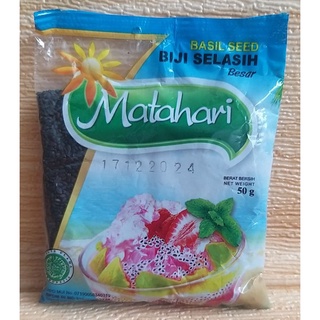 BASIL SEED
BIJI SELASIH
Besar
Matahari
17122024
BERAT BERSIH
NET WEIGHT
50 g